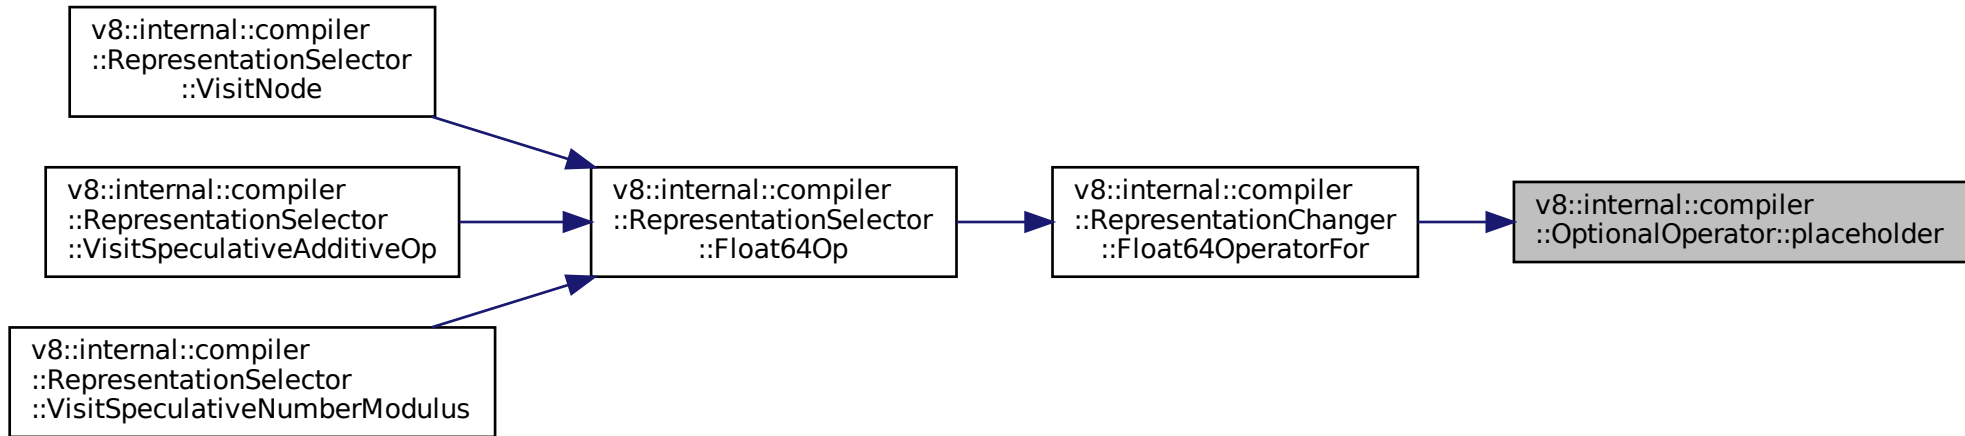 v8::internal::compiler
::RepresentationSelector
::VisitNode
v8::internal::compiler
::RepresentationSelector
::VisitSpeculativeAdditiveOp
v8::internal::compiler
::RepresentationSelector
::VisitSpeculativeNumberModulus
v8::internal::compiler
::RepresentationSelector
::Float64Op
v8::internal::compiler
::RepresentationChanger
::Float64OperatorFor
v8::internal::compiler
::OptionalOperator::placeholder